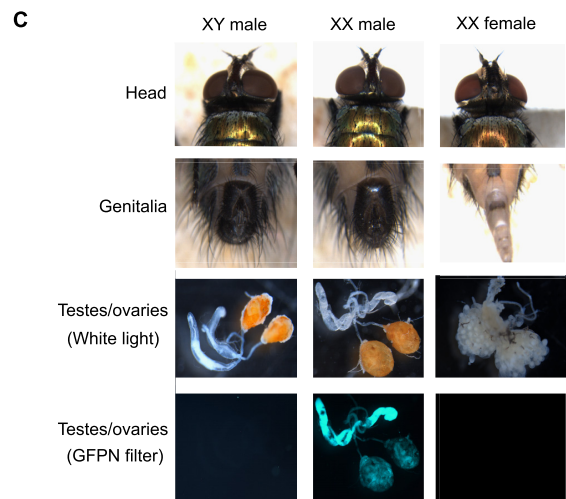 C
XY male XX male XX female
Head
Genitalia
Testes/ovaries
(White light)
Testes/ovaries
(GFPN filter)